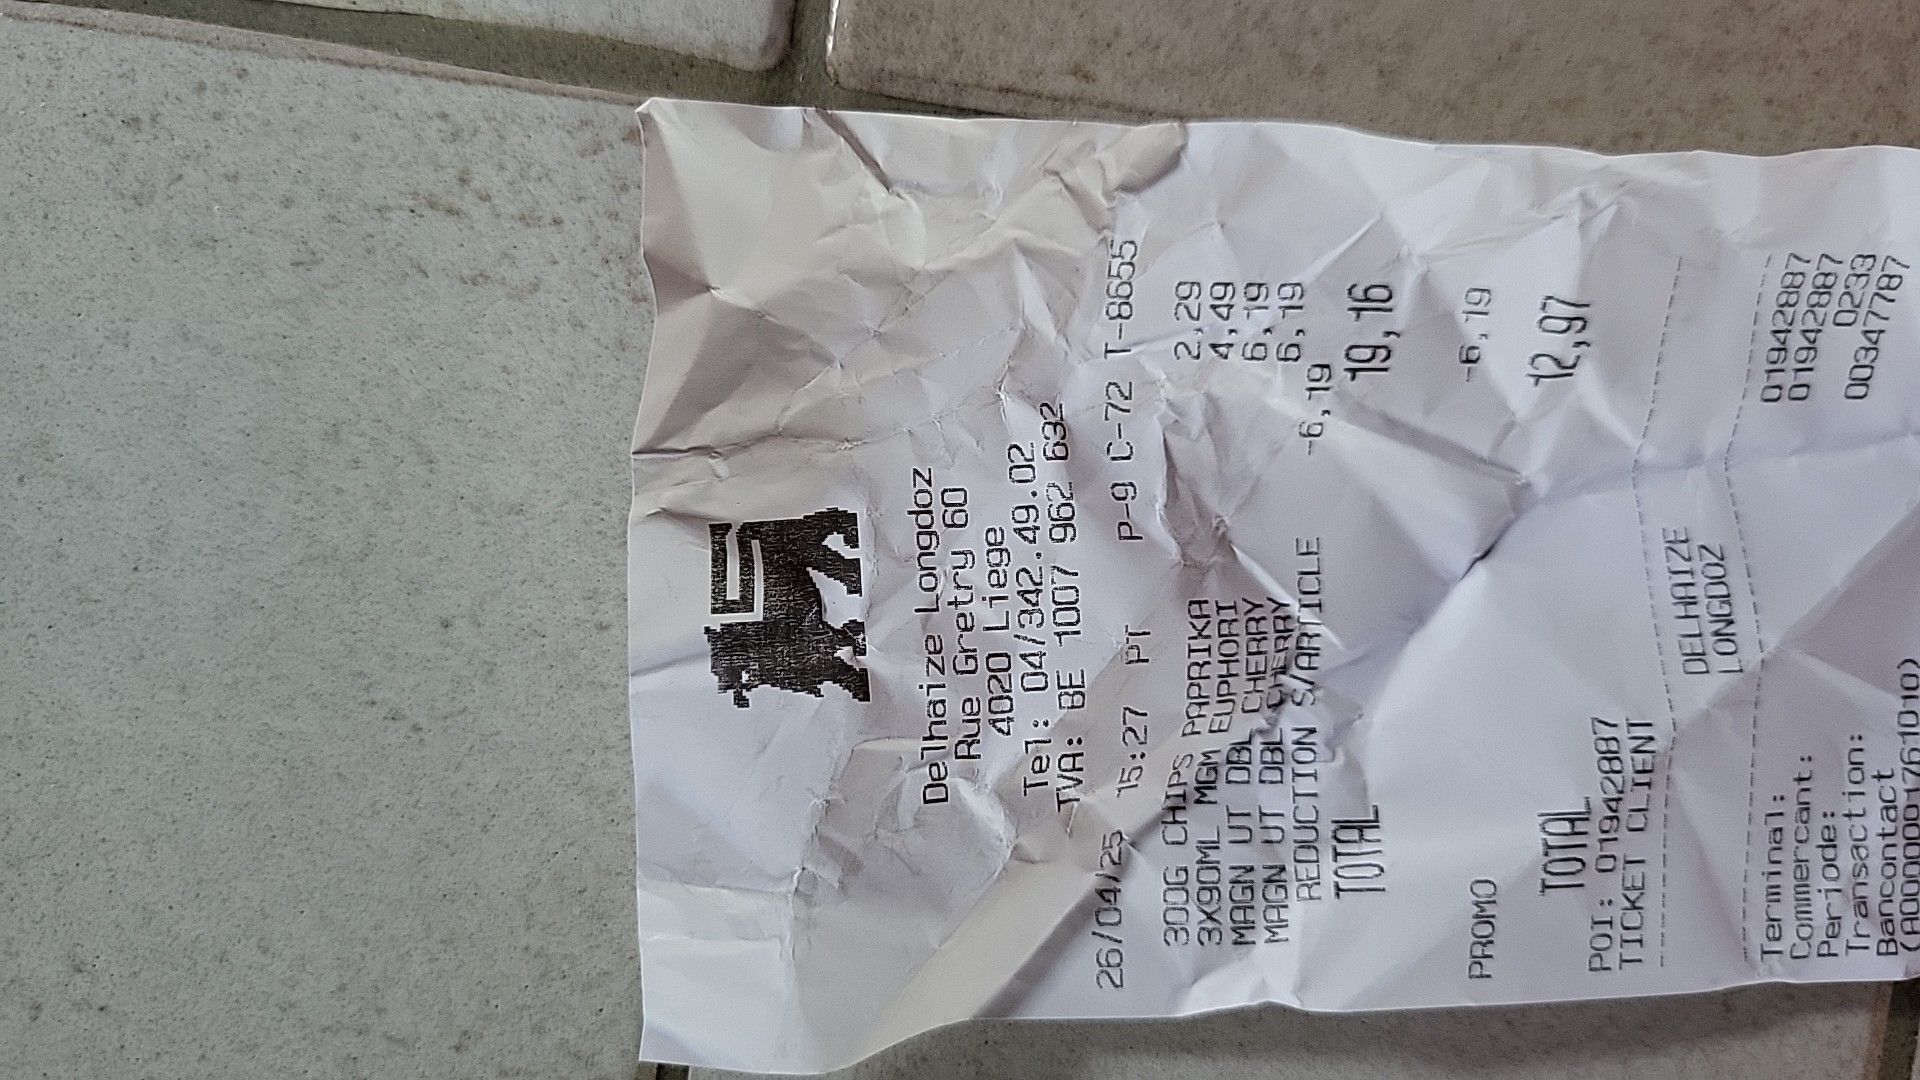 Delhaize Longdoz
Rue Gretry 60
4020 Liege
Tel: 04/342.49.02
TVA: BE 1007 962 632
26/04/25 15:27 PT P-9 C-72 T-8655
300G CHIPS PAPRIKA 2,29
3X90ML MGM EUPHORI 4,49
MAGN UT DBL CHERRY 6,19
MAGN UT DBL CHERRY 6,19
REDUCTION S/ARTICLE -6,19
TOTAL 19,16
PROMO -6,19
TOTAL 12,97
POI: 01942887
TICKET CLIENT
DELHAIZE
LONGDOZ
Terminal: 01942887
Commercant: 01942887
Periode: 0233
Transaction: 00347787
Bancontact
(A000001761010)